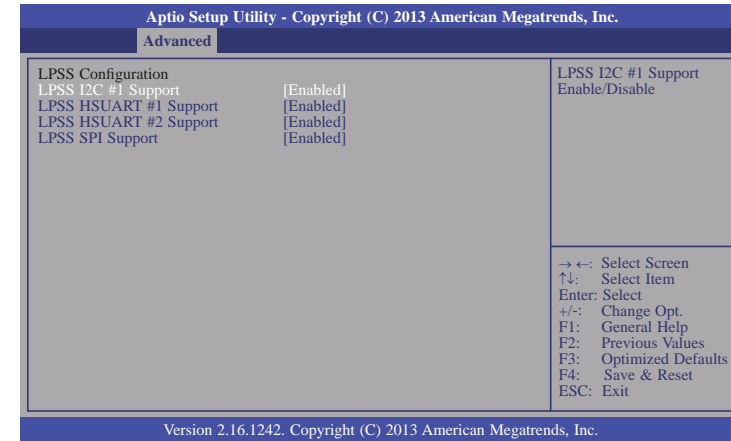 Aptio Setup Utility - Copyright (C) 2013 American Megatrends, Inc.
Advanced
LPSS Configuration
LPSS I2C #1 Support [Enabled]
LPSS HSUART #1 Support [Enabled]
LPSS HSUART #2 Support [Enabled]
LPSS SPI Support [Enabled]
LPSS I2C #1 Support
Enable/Disable
→ ←: Select Screen
↑↓: Select Item
Enter: Select
+/-: Change Opt.
F1: General Help
F2: Previous Values
F3: Optimized Defaults
F4: Save & Reset
ESC: Exit
Version 2.16.1242. Copyright (C) 2013 American Megatrends, Inc.